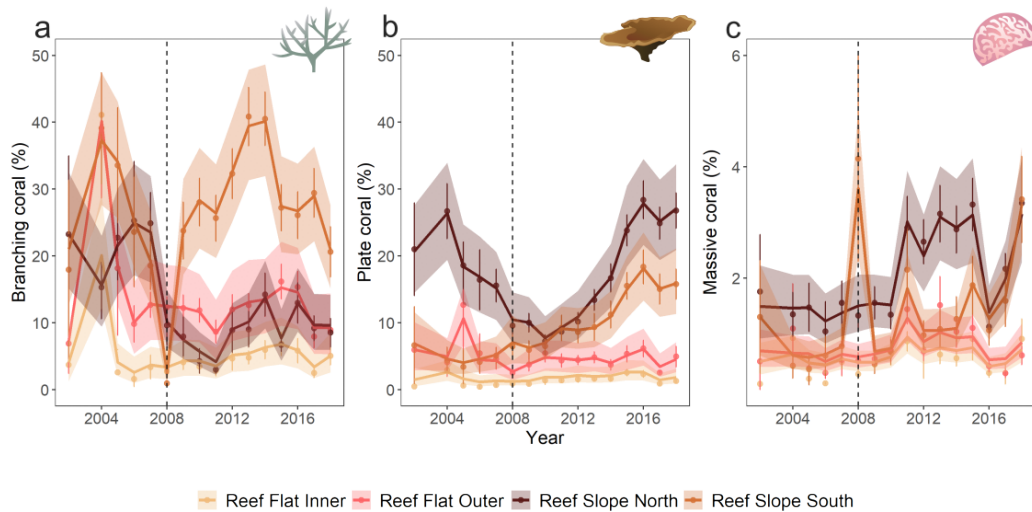 a
b
c
Branching coral (%)
50
40
30
20
10
0
2004
2008
2012
2016
Plate coral (%)
50
40
30
20
10
0
2004
2008
2012
2016
Massive coral (%)
6
4
2
2004
2008
2012
2016
Year
Reef Flat Inner
Reef Flat Outer
Reef Slope North
Reef Slope South